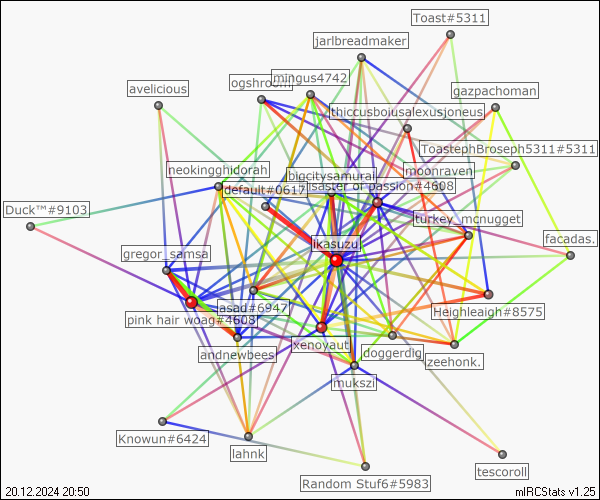 Toast#5311
jarlbreadmaker
mingus4742
ogshroom
avelicious
gazpachoman
thiccusbousalexusjoneus
ToastephBroseph5311#5311
neokingghidorah
bigcitysamurai
moonraven
default#0617
disaster of passion#4608
Duck™#9103
turkey_mcnugget
facadas.
ikasuzu
gregor_samsa
asad#6947
Heighleaigh#8575
pink hair woag#4608
xenoyaut
andnewbees
doggerdig
zeehonk.
mukszi
Knowun#6424
lahnk
Random Stuf6#5983
tescoroll
20.12.2024 20:50
mIRCStats v1.25